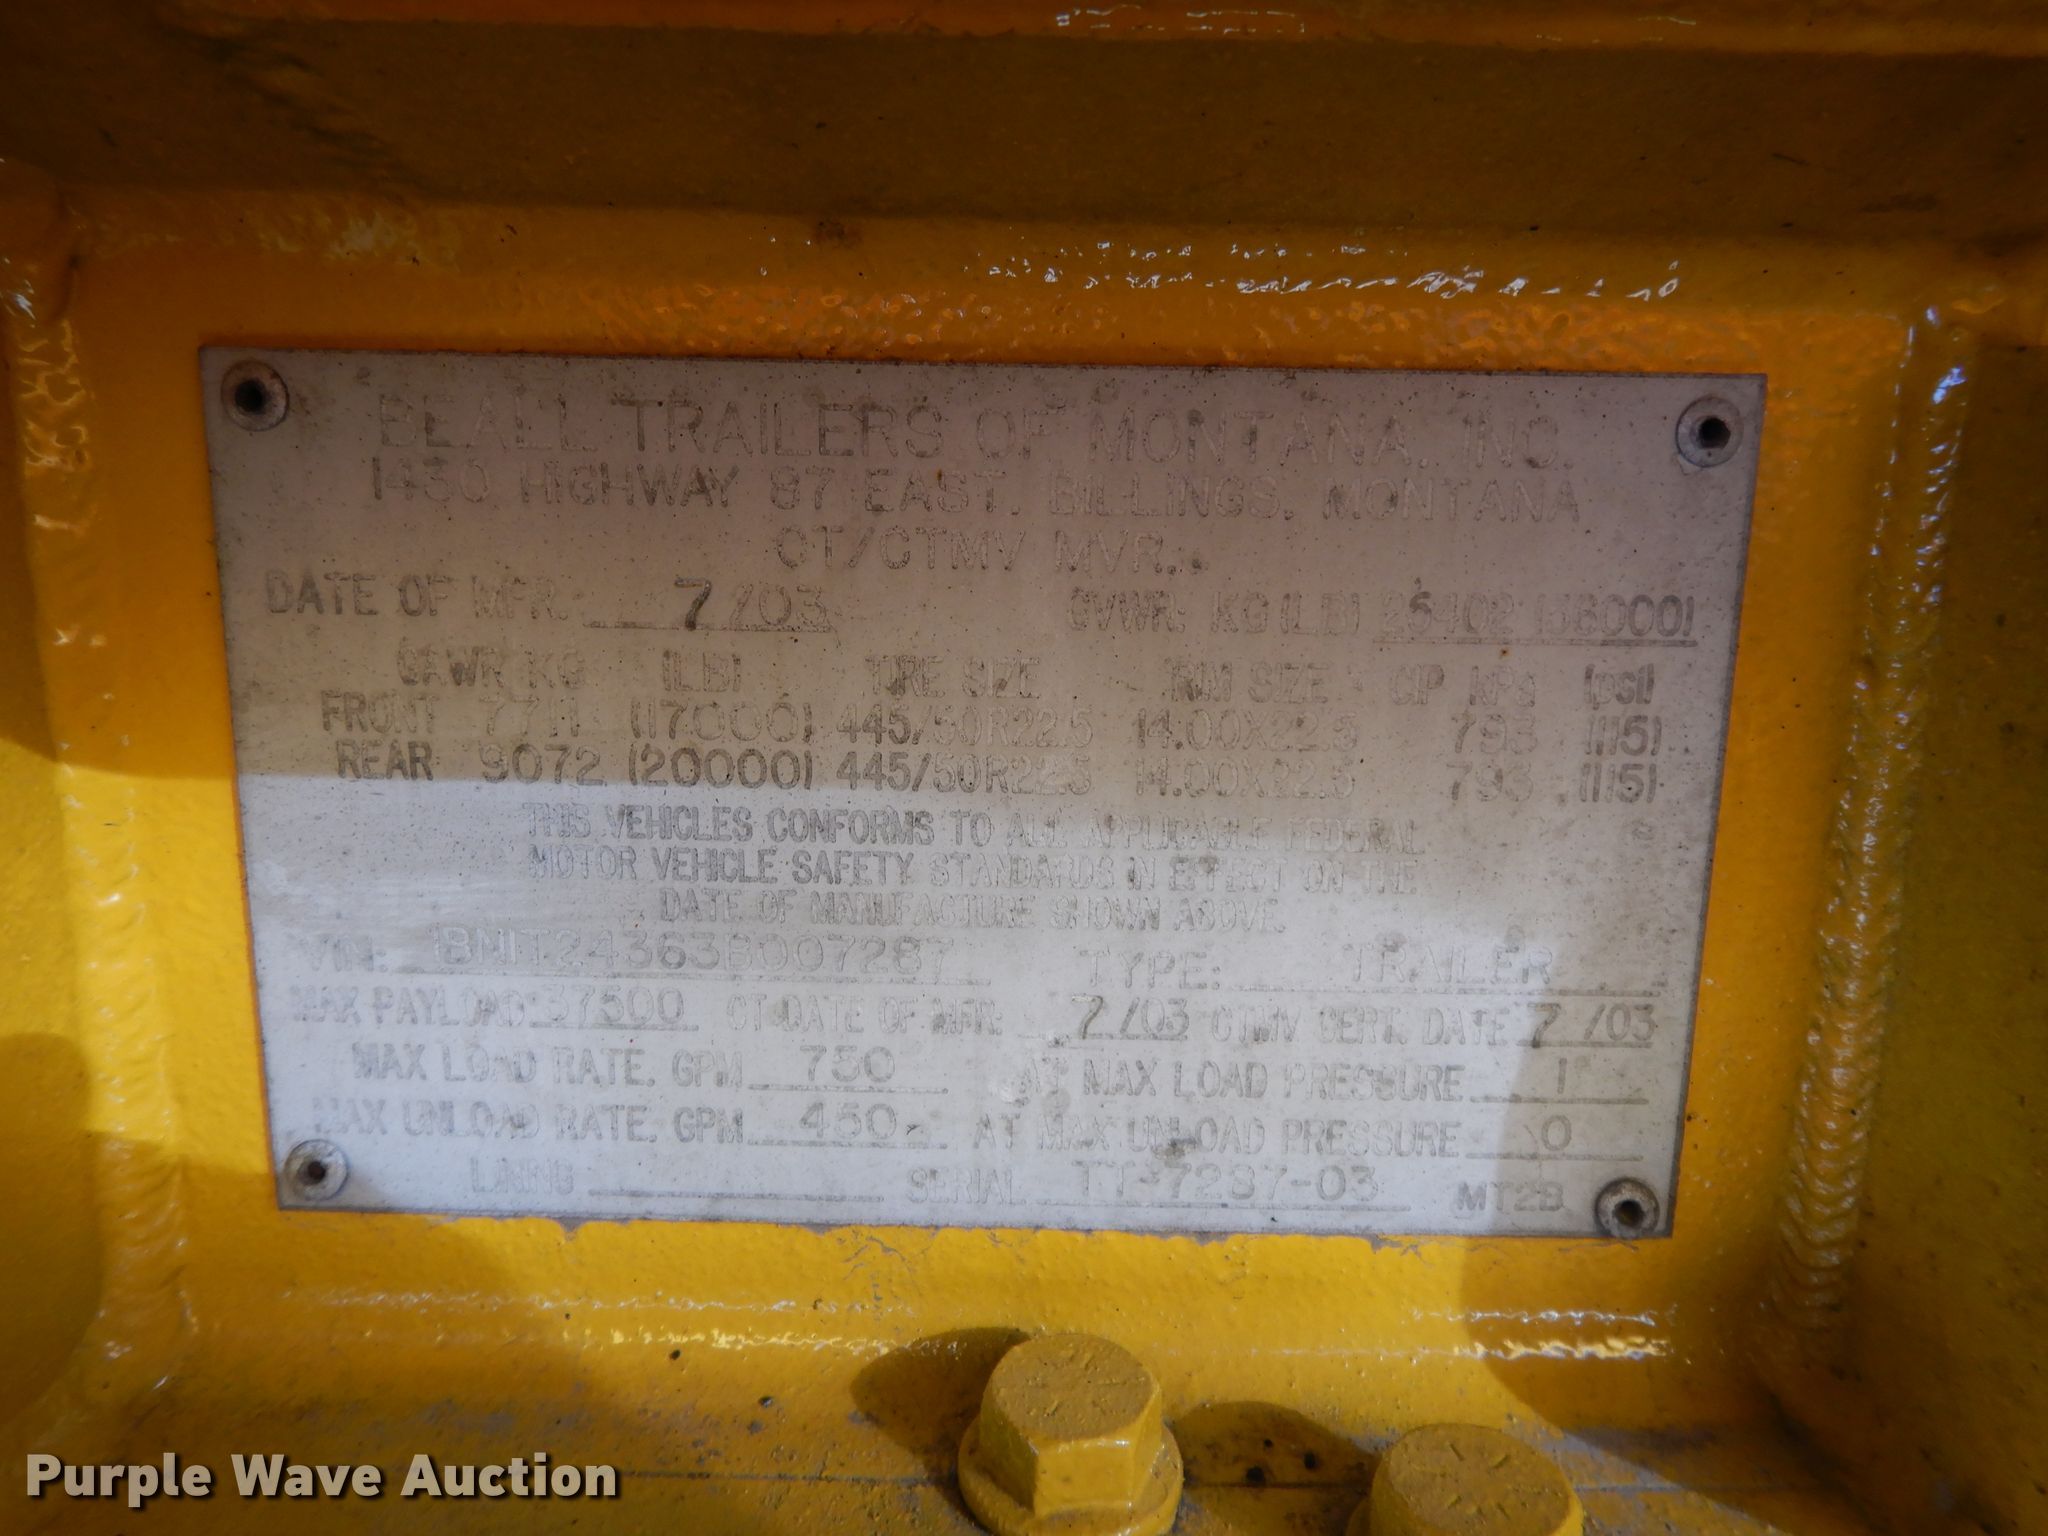 BEALL TRAILERS OF MONTANA, INC.
1430 HIGHWAY 87 EAST, BILLINGS, MONTANA
CT/CTMV MVR.
DATE OF MFR. 7/03 GVWR: KG (LB) 25402 (56000)
GAWR KG (LB) TIRE SIZE RIM SIZE CIP KPa (psi)
FRONT 7711 (17000) 445/50R22.5 14.00X22.5 793 (115)
REAR 9072 (20000) 445/50R22.5 14.00X22.5 793 (115)
THIS VEHICLES CONFORMS TO ALL APPLICABLE FEDERAL
MOTOR VEHICLE SAFETY STANDARDS IN EFFECT ON THE
DATE OF MANUFACTURE SHOWN ABOVE.
VIN: 1BN1T24363B007287 TYPE: TRAILER
MAX PAYLOAD 37500 CT DATE OF MFR: 7/03 CTMV CERT. DATE 7/03
MAX LOAD RATE, GPM 750 AT MAX LOAD PRESSURE 1
MAX UNLOAD RATE, GPM 450 AT MAX UNLOAD PRESSURE 0
LINING SERIAL TT-7287-03 MT2B
Purple Wave Auction